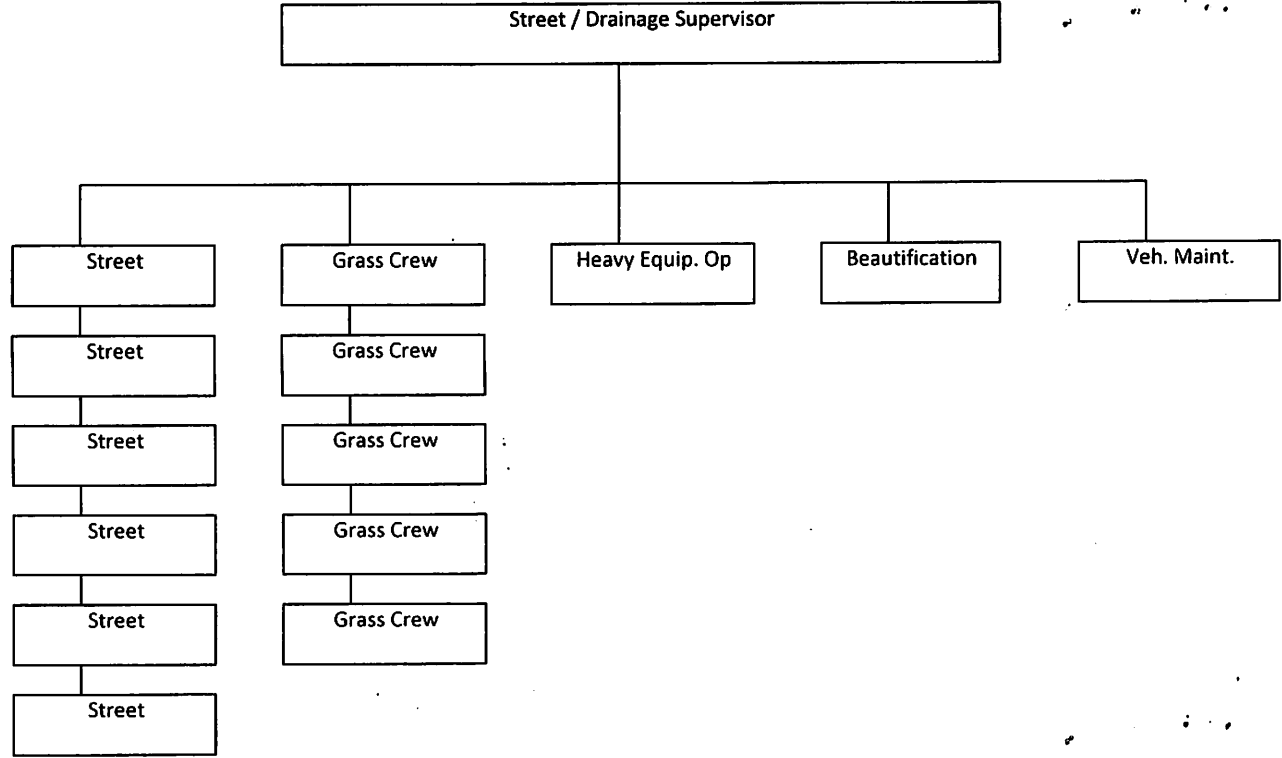 Street / Drainage Supervisor
Street
Grass Crew
Heavy Equip. Op
Beautification
Veh. Maint.
Street
Grass Crew
Street
Grass Crew
Street
Grass Crew
Street
Grass Crew
Street